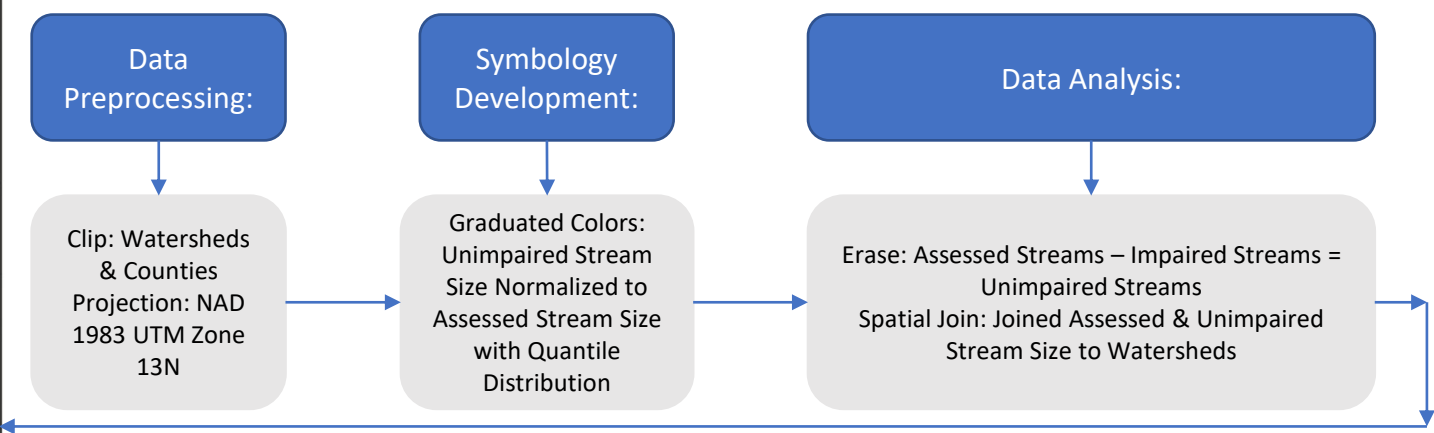 Data
Preprocessing:
Symbology
Development:
Data Analysis:
Clip: Watersheds
& Counties
Projection: NAD
1983 UTM Zone
13N
Graduated Colors:
Unimpaired Stream
Size Normalized to
Assessed Stream Size
with Quantile
Distribution
Erase: Assessed Streams – Impaired Streams =
Unimpaired Streams
Spatial Join: Joined Assessed & Unimpaired
Stream Size to Watersheds